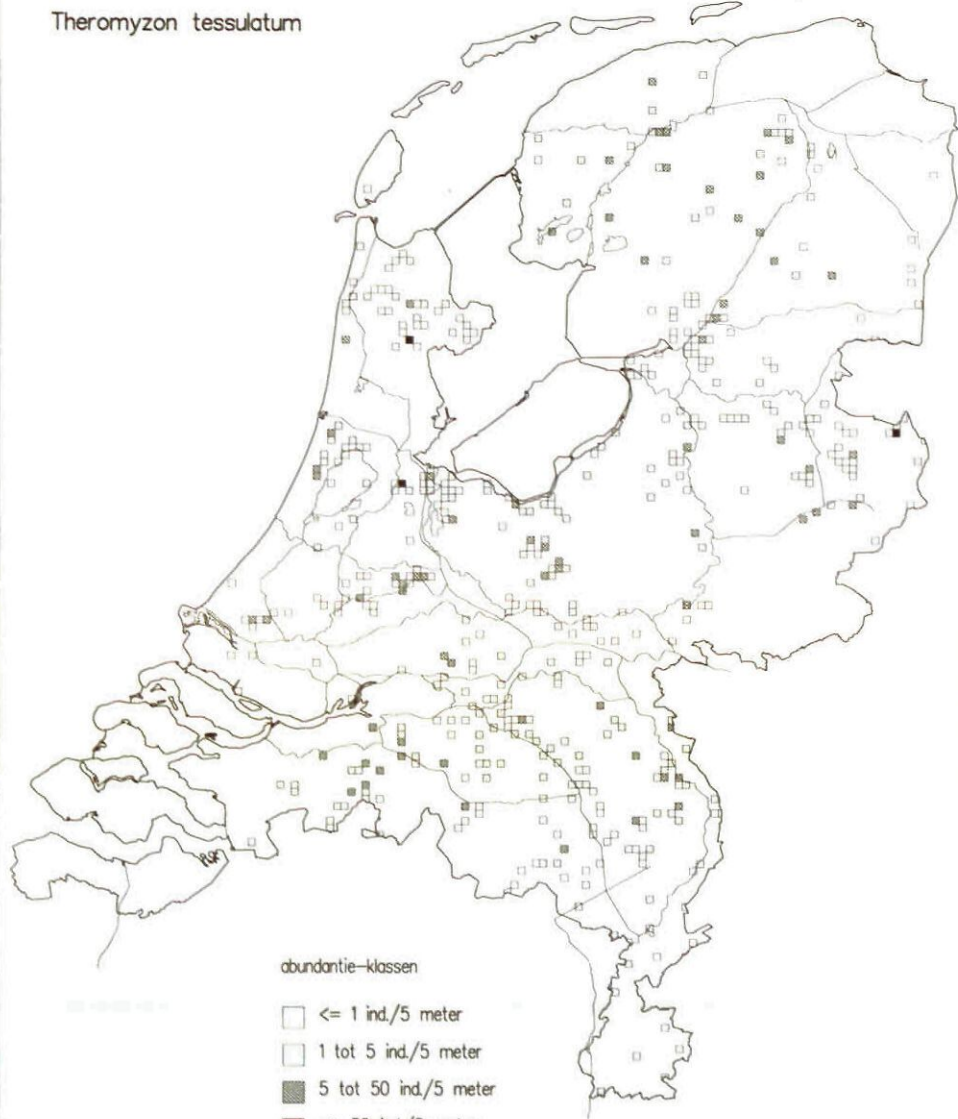 Theromyzon tessulatum
abundantie-klassen
<= 1 ind./5 meter
1 tot 5 ind./5 meter
5 tot 50 ind./5 meter